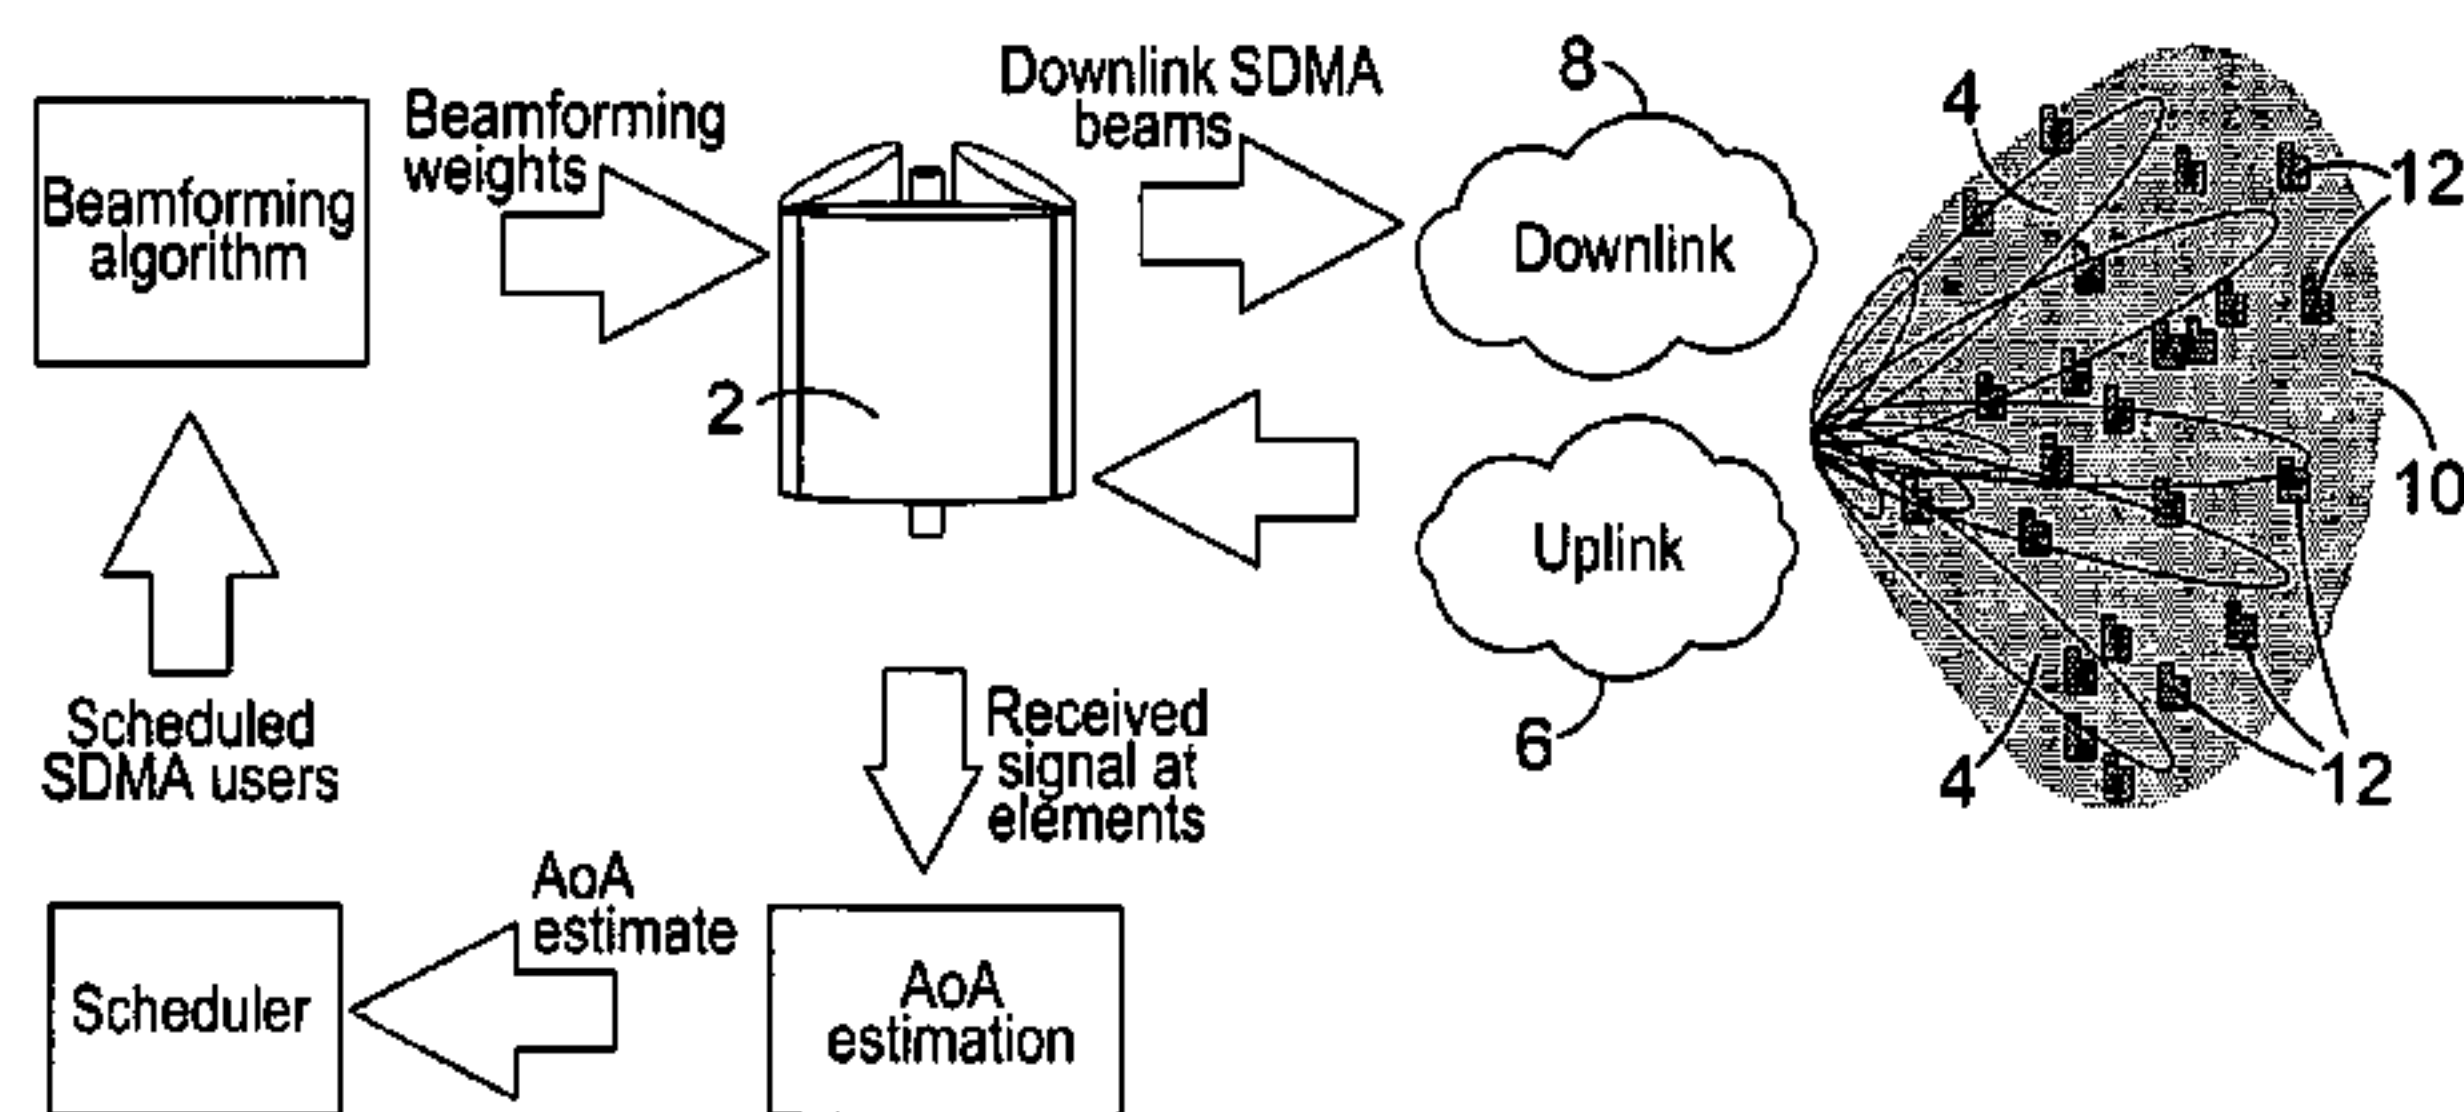 Downlink SDMA
beams
8
4
12
Beamforming
weights
Beamforming
algorithm
Downlink
2
Uplink
10
6
4
12
Scheduled
SDMA users
Received
signal at
elements
AoA
estimate
Scheduler
AoA
estimation